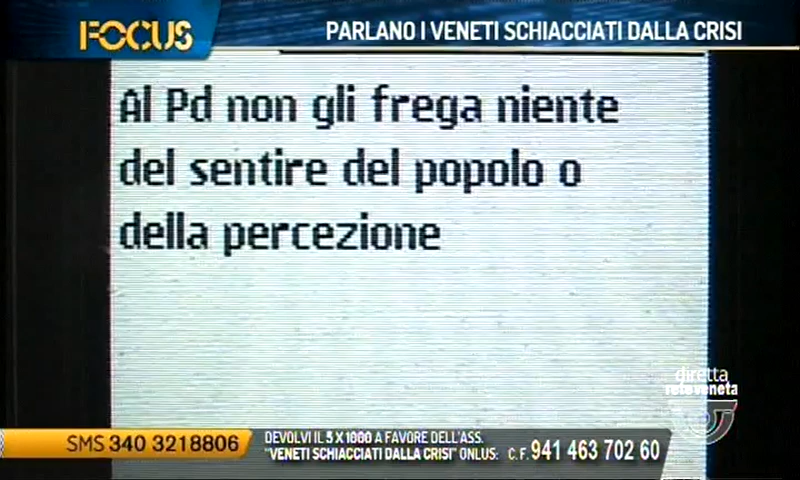 FOCUS
PARLANO I VENETI SCHIACCIATI DALLA CRISI
Al Pd non gli frega niente
del sentire del popolo o
della percezione
diretta
reteveneta
SMS 340 3218806
DEVOLVI IL 5 X 1000 A FAVORE DELL'ASS.
"VENETI SCHIACCIATI DALLA CRISI" ONLUS: C.F. 941 463 702 60